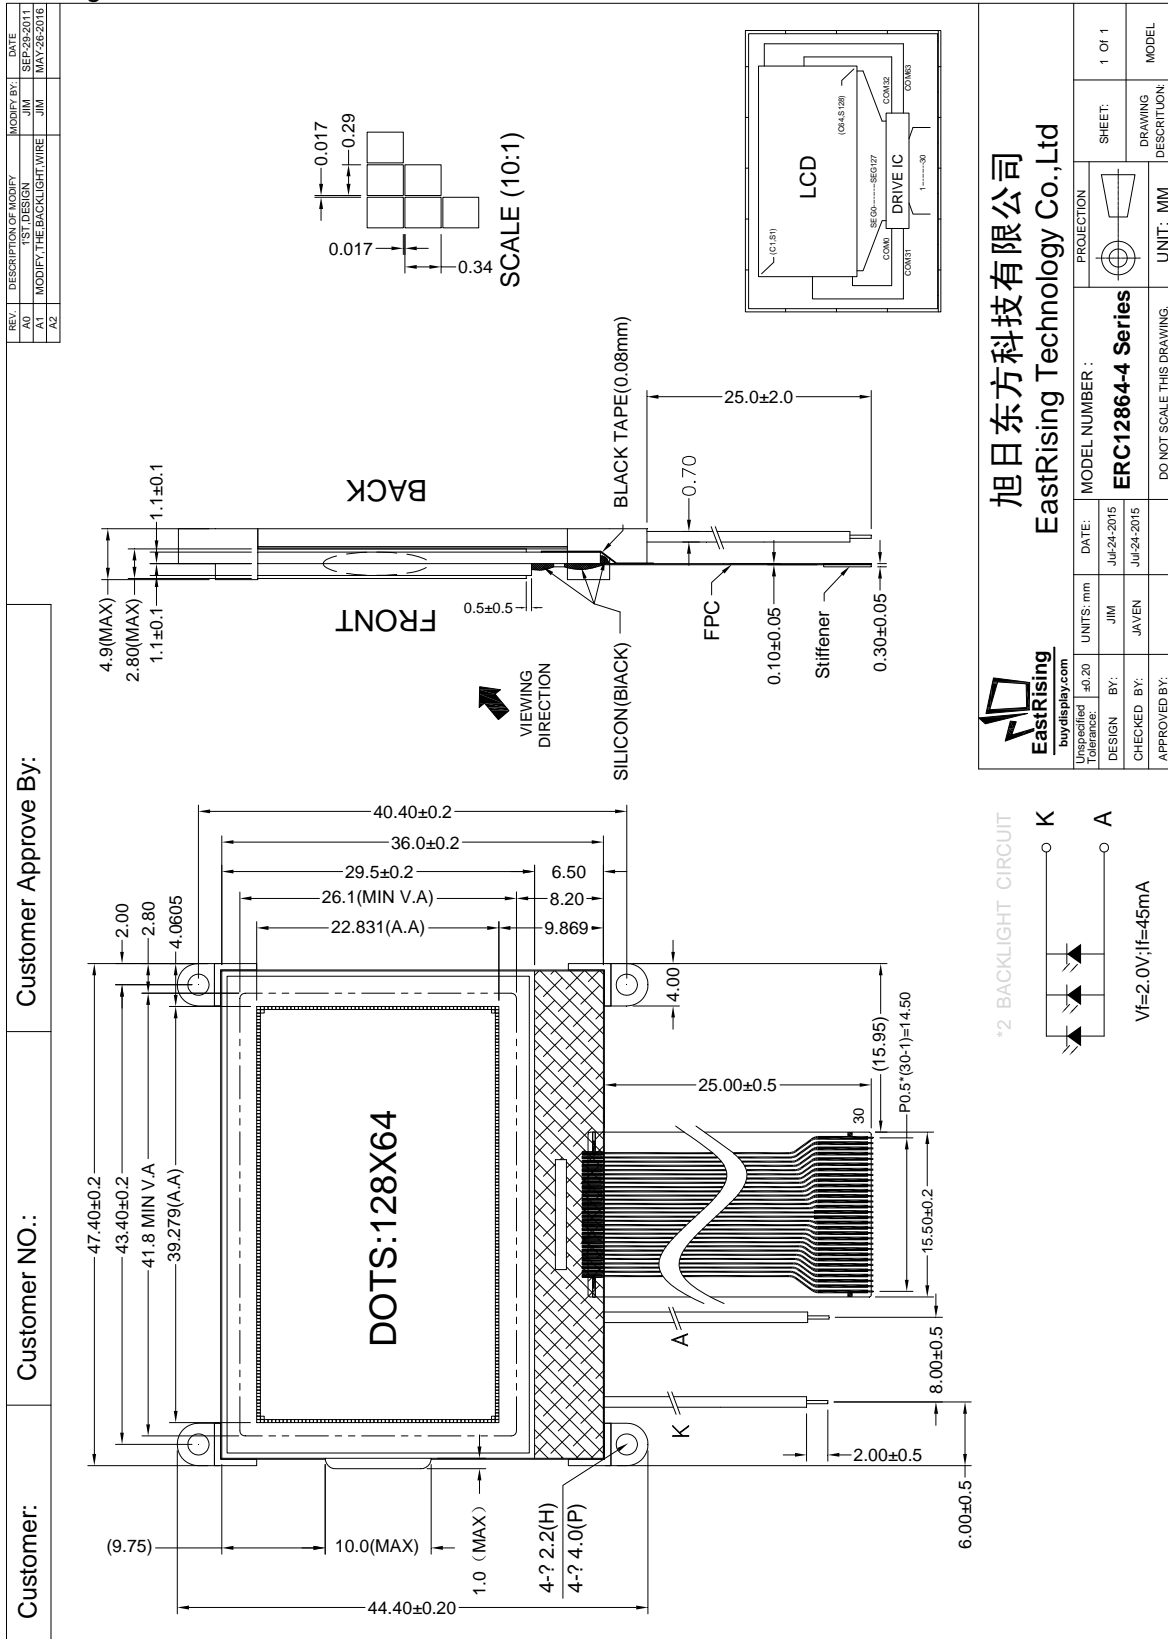 Customer:
Customer NO.:
Customer Approve By:
REV.
DESCRIPTION OF MODIFY
MODIFY BY:
DATE
A0
1'ST,DESIGN
JIM
SEP-29-2011
A1
MODIFY,THE,BACKLIGHT,WIRE
JIM
MAY-26-2016
A2
47.40±0.2
43.40±0.2
41.8 MIN V.A
39.279(A.A)
2.00
2.80
4.0605
40.40±0.2
36.0±0.2
29.5±0.2
6.50
26.1(MIN V.A)
8.20
22.831(A.A)
9.869
4.00
DOTS:128X64
(9.75)
10.0(MAX)
1.0 (MAX)
44.40±0.20
4-? 2.2(H)
4-? 4.0(P)
K
A
2.00±0.5
6.00±0.5
8.00±0.5
25.00±0.5
(15.95)
30
P0.5*(30-1)=14.50
15.50±0.2
4.9(MAX)
2.80(MAX)
1.1±0.1
1.1±0.1
FRONT
BACK
0.5±0.5
VIEWING
DIRECTION
SILICON(BIACK)
BLACK TAPE(0.08mm)
25.0±2.0
0.70
FPC
0.10±0.05
Stiffener
0.30±0.05
0.017
0.29
0.017
0.34
SCALE (10:1)
LCD
(C1,S1)
(C64,S128)
SEG0-------SEG127
COM0
COM31
COM32
COM63
DRIVE IC
1-------30
*2 BACKLIGHT CIRCUIT
K
A
Vf=2.0V;If=45mA
EastRising
buydisplay.com
旭日东方科技有限公司
EastRising Technology Co.,Ltd
Unspecified Tolerance:
±0.20
UNITS: mm
DATE:
MODEL NUMBER :
PROJECTION
SHEET:
1 Of 1
DESIGN BY:
JIM
Jul-24-2015
ERC12864-4 Series
CHECKED BY:
JAVEN
Jul-24-2015
DRAWING DESCRITUON:
MODEL
APPROVED BY:
DO NOT SCALE THIS DRAWING.
UNIT: MM